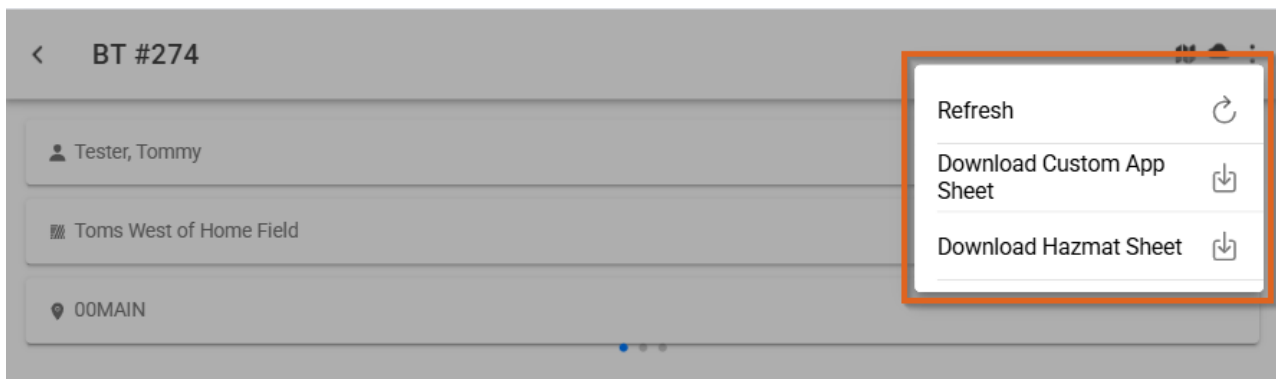 BT #274
Tester, Tommy
Toms West of Home Field
00MAIN
Refresh
Download Custom App
Sheet
Download Hazmat Sheet